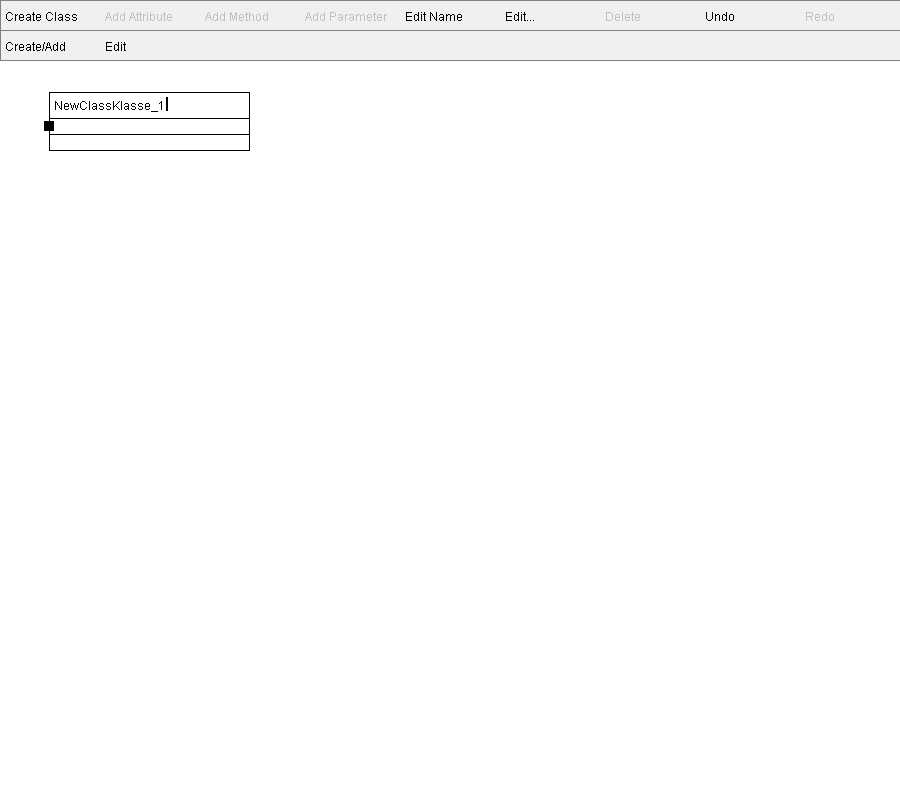 Create Class Add Attribute Add Method Add Parameter Edit Name Edit... Delete Undo Redo
Create/Add Edit
NewClassKlasse_1